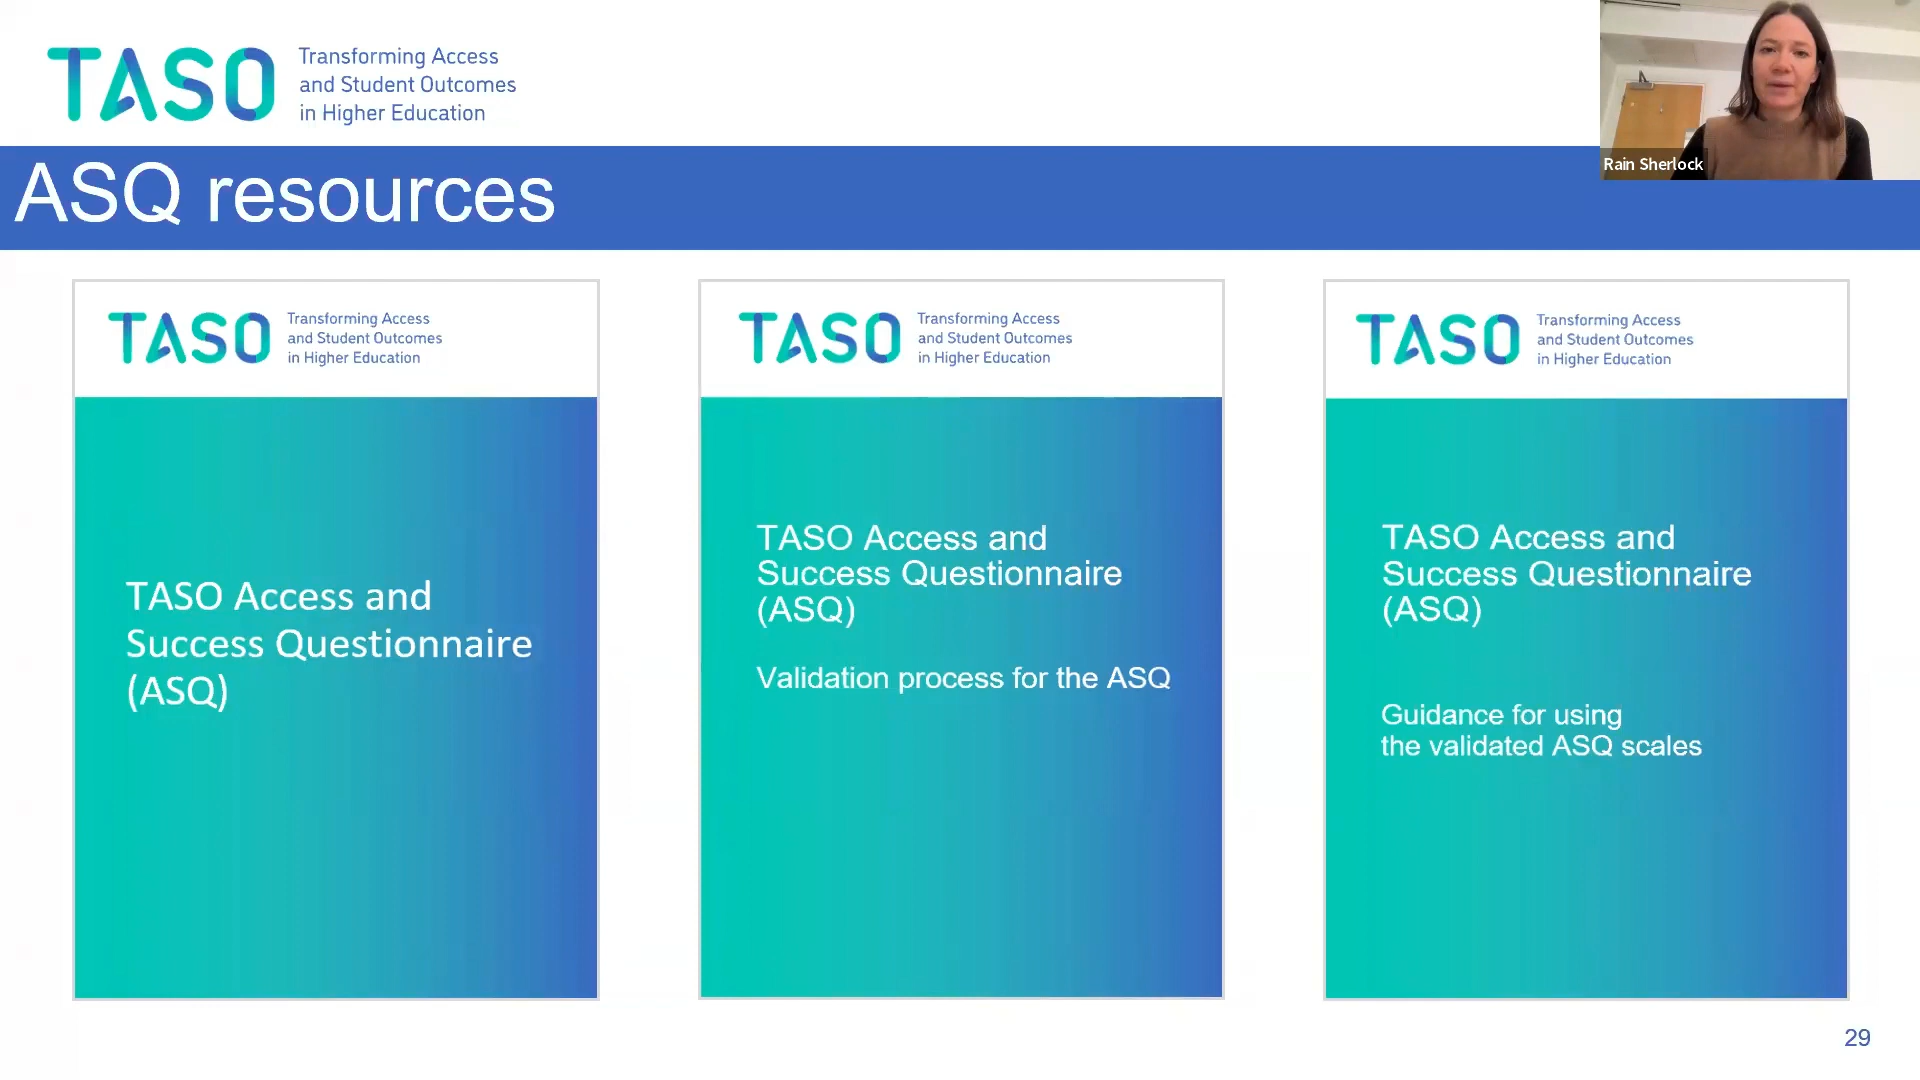 TASO
Transforming Access
and Student Outcomes
in Higher Education
Rain Sherlock
ASQ resources
TASO
Transforming Access
and Student Outcomes
in Higher Education
TASO Access and
Success Questionnaire
(ASQ)
TASO
Transforming Access
and Student Outcomes
in Higher Education
TASO Access and
Success Questionnaire
(ASQ)
Validation process for the ASQ
TASO
Transforming Access
and Student Outcomes
in Higher Education
TASO Access and
Success Questionnaire
(ASQ)
Guidance for using
the validated ASQ scales
29